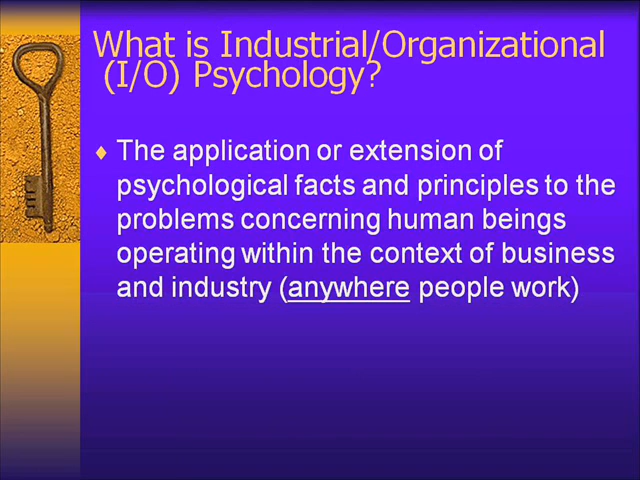 What is Industrial/Organizational
(I/O) Psychology?
The application or extension of
psychological facts and principles to the
problems concerning human beings
operating within the context of business
and industry (anywhere people work)